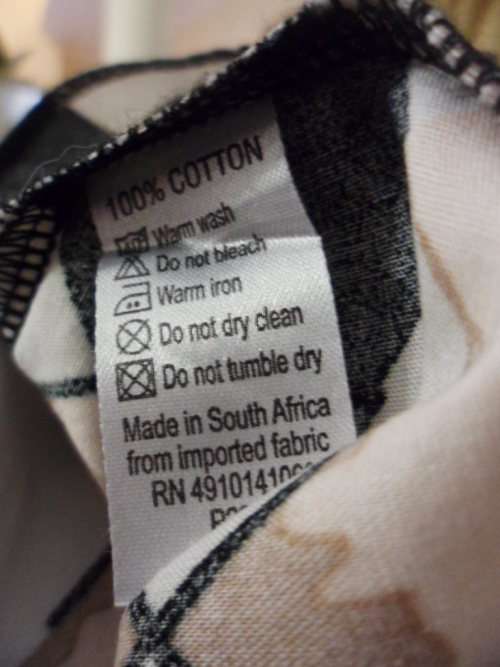 100% COTTON
Warm wash
Do not bleach
Warm iron
Do not dry clean
Do not tumble dry
Made in South Africa
from imported fabric
RN